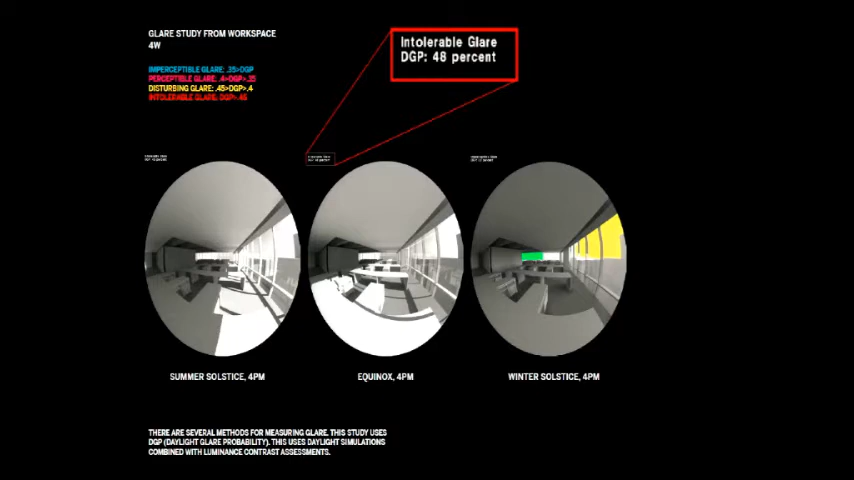 GLARE STUDY FROM WORKSPACE
4W
IMPERCEPTIBLE GLARE: .35>DGP
PERCEPTIBLE GLARE: .4>DGP>.35
DISTURBING GLARE: .45>DGP>.4
INTOLERABLE GLARE: DGP>.45
Intolerable Glare
DGP: 48 percent
SUMMER SOLSTICE, 4PM
EQUINOX, 4PM
WINTER SOLSTICE, 4PM
THERE ARE SEVERAL METHODS FOR MEASURING GLARE. THIS STUDY USES
DGP (DAYLIGHT GLARE PROBABILITY). THIS USES DAYLIGHT SIMULATIONS
COMBINED WITH LUMINANCE CONTRAST ASSESSMENTS.